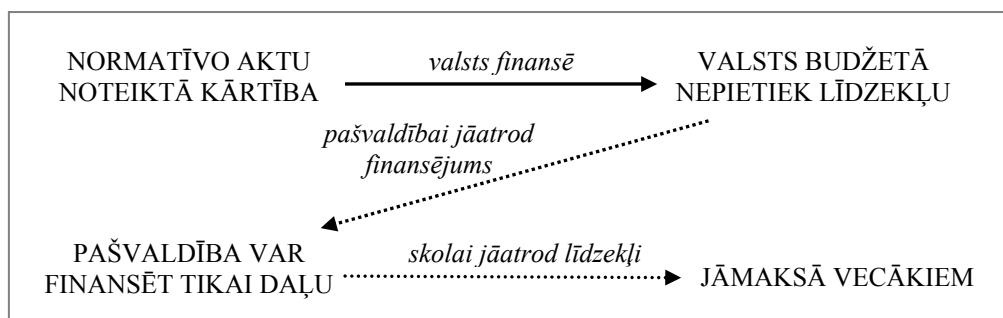 NORMATĪVO AKTU
NOTEIKTĀ KĀRTĪBA
valsts finansē
VALSTS BUDŽETĀ
NEPIETIEK LĪDZEKĻU
pašvaldībai jāatrod
finansējums
PAŠVALDĪBA VAR
FINANSĒT TIKAI DAĻU
skolai jāatrod līdzekļi
JĀMAKSĀ VECĀKIEM